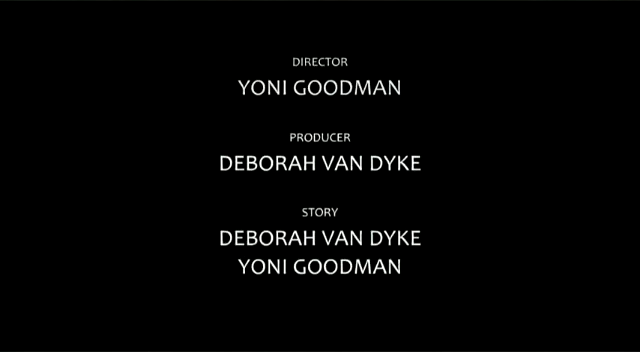 DIRECTOR
YONI GOODMAN
PRODUCER
DEBORAH VAN DYKE
STORY
DEBORAH VAN DYKE
YONI GOODMAN